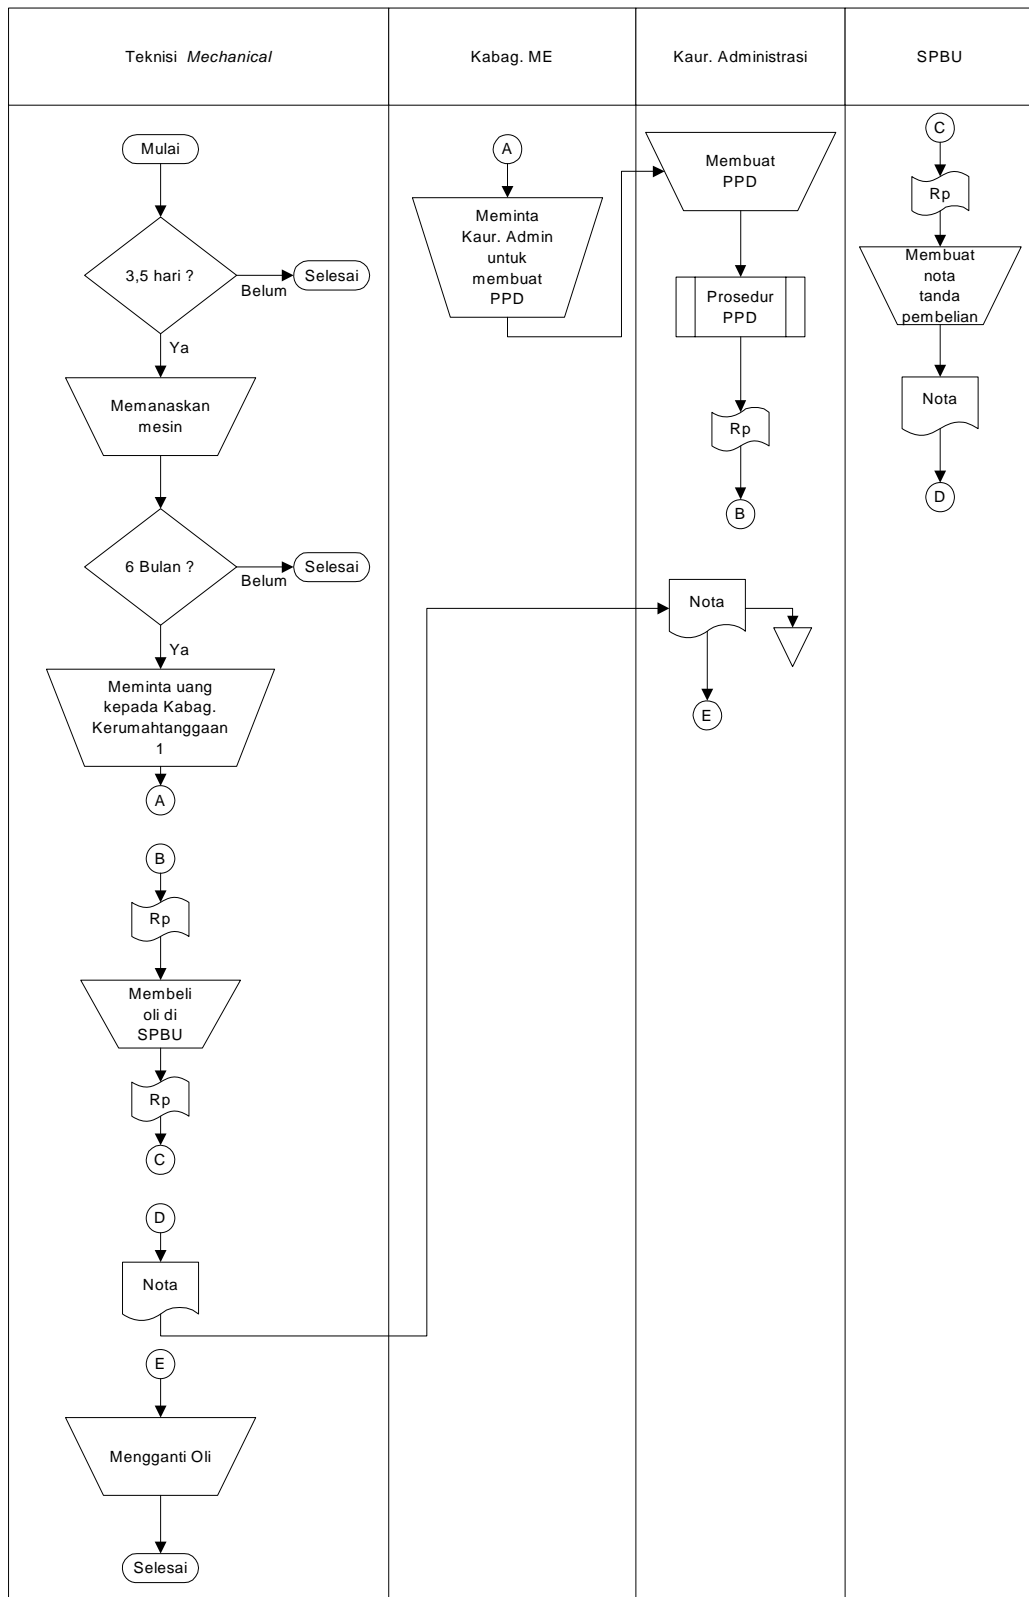 Teknisi Mechanical
Kabag. ME
Kaur. Administrasi
SPBU
Mulai
3,5 hari ?
Belum
Selesai
Ya
Memanaskan
mesin
6 Bulan ?
Belum
Selesai
Ya
Meminta uang
kepada Kabag.
Kerumahtanggaan
1
A
B
Rp
Membeli
oli di
SPBU
Rp
C
D
Nota
E
Mengganti Oli
Selesai
A
Meminta
Kaur. Admin
untuk
membuat
PPD
Membuat
PPD
Prosedur
PPD
Rp
B
Nota
E
C
Rp
Membuat
nota
tanda
pembelian
Nota
D